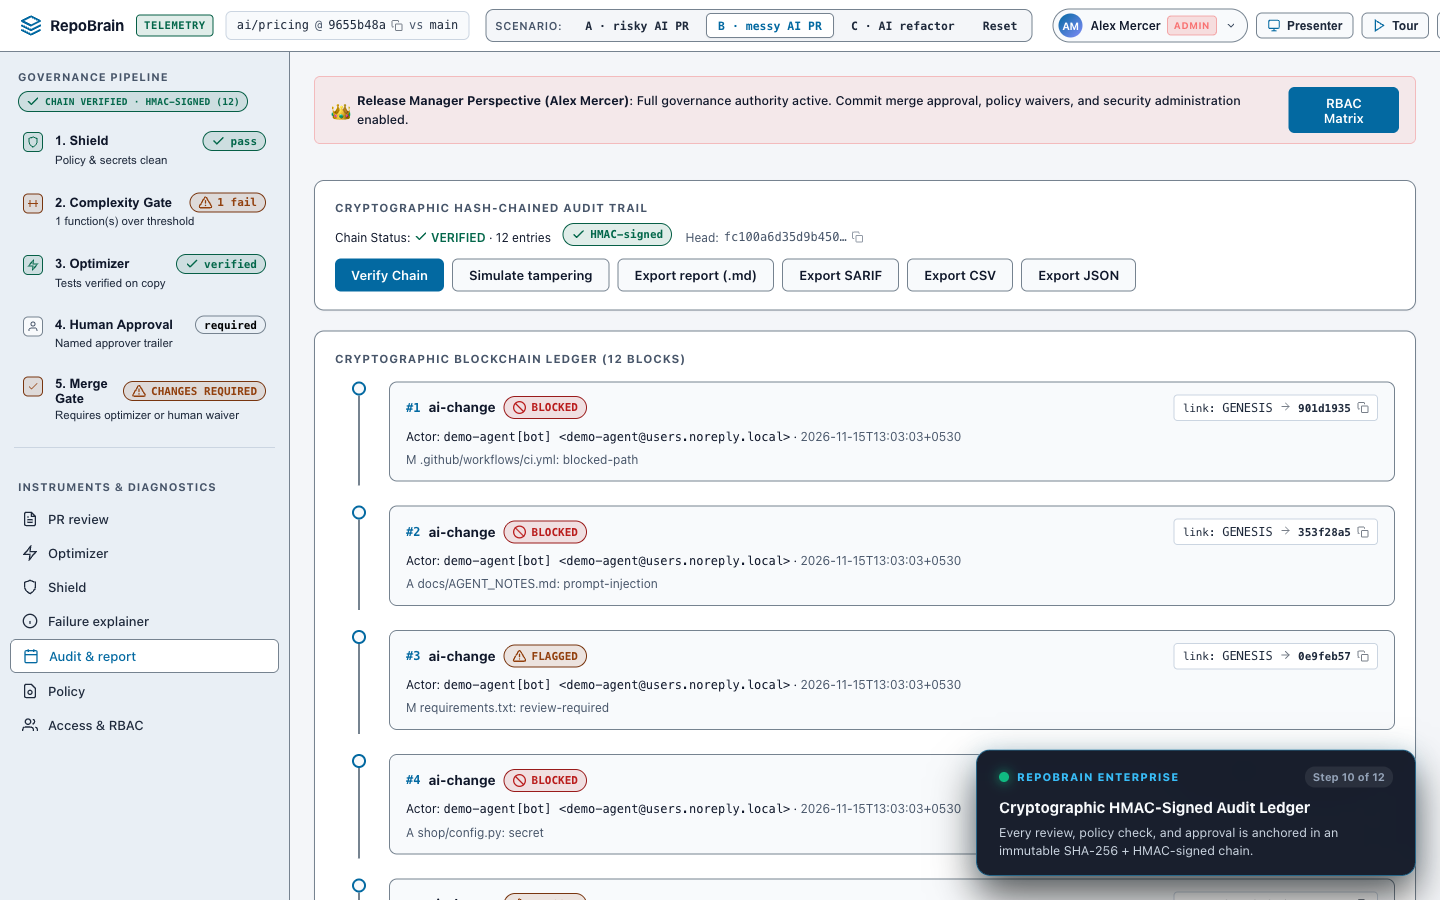 RepoBrain TELEMETRY ai/pricing @ 9655b48a vs main SCENARIO: A · risky AI PR B · messy AI PR C · AI refactor Reset AM Alex Mercer ADMIN Presenter Tour
GOVERNANCE PIPELINE
CHAIN VERIFIED · HMAC-SIGNED (12)
1. Shield pass
Policy & secrets clean
2. Complexity Gate 1 fail
1 function(s) over threshold
3. Optimizer verified
Tests verified on copy
4. Human Approval required
Named approver trailer
5. Merge Gate CHANGES REQUIRED
Requires optimizer or human waiver
INSTRUMENTS & DIAGNOSTICS
PR review
Optimizer
Shield
Failure explainer
Audit & report
Policy
Access & RBAC
Release Manager Perspective (Alex Mercer): Full governance authority active. Commit merge approval, policy waivers, and security administration
enabled.
RBAC
Matrix
CRYPTOGRAPHIC HASH-CHAINED AUDIT TRAIL
Chain Status: VERIFIED · 12 entries HMAC-signed Head: fc100a6d35d9b450…
Verify Chain Simulate tampering Export report (.md) Export SARIF Export CSV Export JSON
CRYPTOGRAPHIC BLOCKCHAIN LEDGER (12 BLOCKS)
#1 ai-change BLOCKED link: GENESIS → 901d1935
Actor: demo-agent[bot] <demo-agent@users.noreply.local> · 2026-11-15T13:03:03+0530
M .github/workflows/ci.yml: blocked-path
#2 ai-change BLOCKED link: GENESIS → 353f28a5
Actor: demo-agent[bot] <demo-agent@users.noreply.local> · 2026-11-15T13:03:03+0530
A docs/AGENT_NOTES.md: prompt-injection
#3 ai-change FLAGGED link: GENESIS → 0e9feb57
Actor: demo-agent[bot] <demo-agent@users.noreply.local> · 2026-11-15T13:03:03+0530
M requirements.txt: review-required
#4 ai-change BLOCKED
Actor: demo-agent[bot] <demo-agent@users.noreply.local> · 2026-11-15T13:03:03+0530
A shop/config.py: secret
REPOBRAIN ENTERPRISE Step 10 of 12
Cryptographic HMAC-Signed Audit Ledger
Every review, policy check, and approval is anchored in an
immutable SHA-256 + HMAC-signed chain.